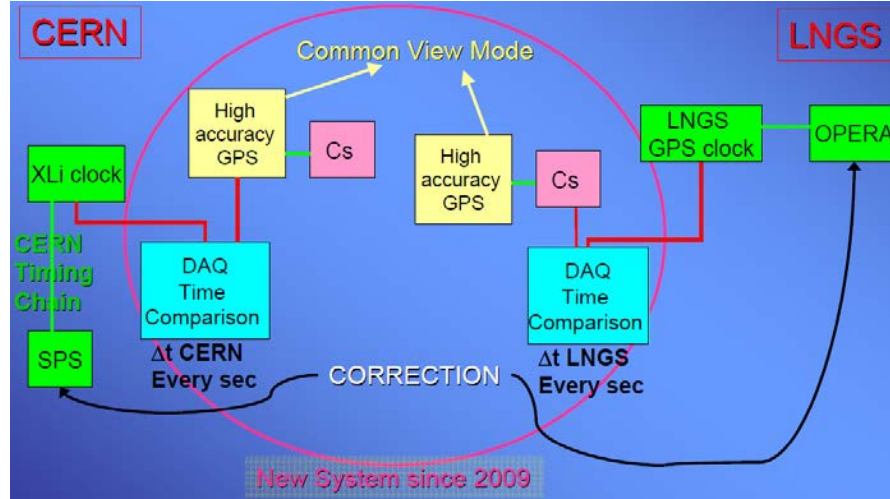 CERN
LNGS
Common View Mode
High
accuracy
GPS
Cs
XLi clock
High
accuracy
GPS
Cs
LNGS
GPS clock
OPERA
CERN
Timing
Chain
DAQ
Time
Comparison
DAQ
Time
Comparison
SPS
Δt CERN
Every sec
CORRECTION
Δt LNGS
Every sec
New System since 2009